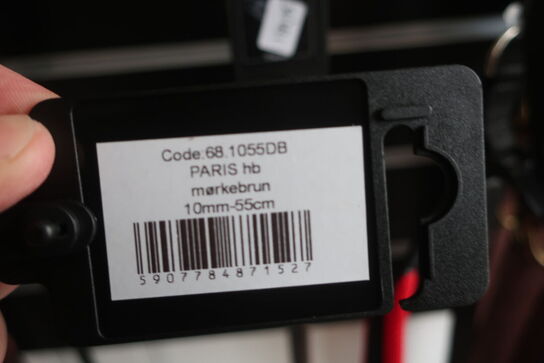 Code:68.1055DB
PARIS hb
mørkebrun
10mm-55cm
5907784871527